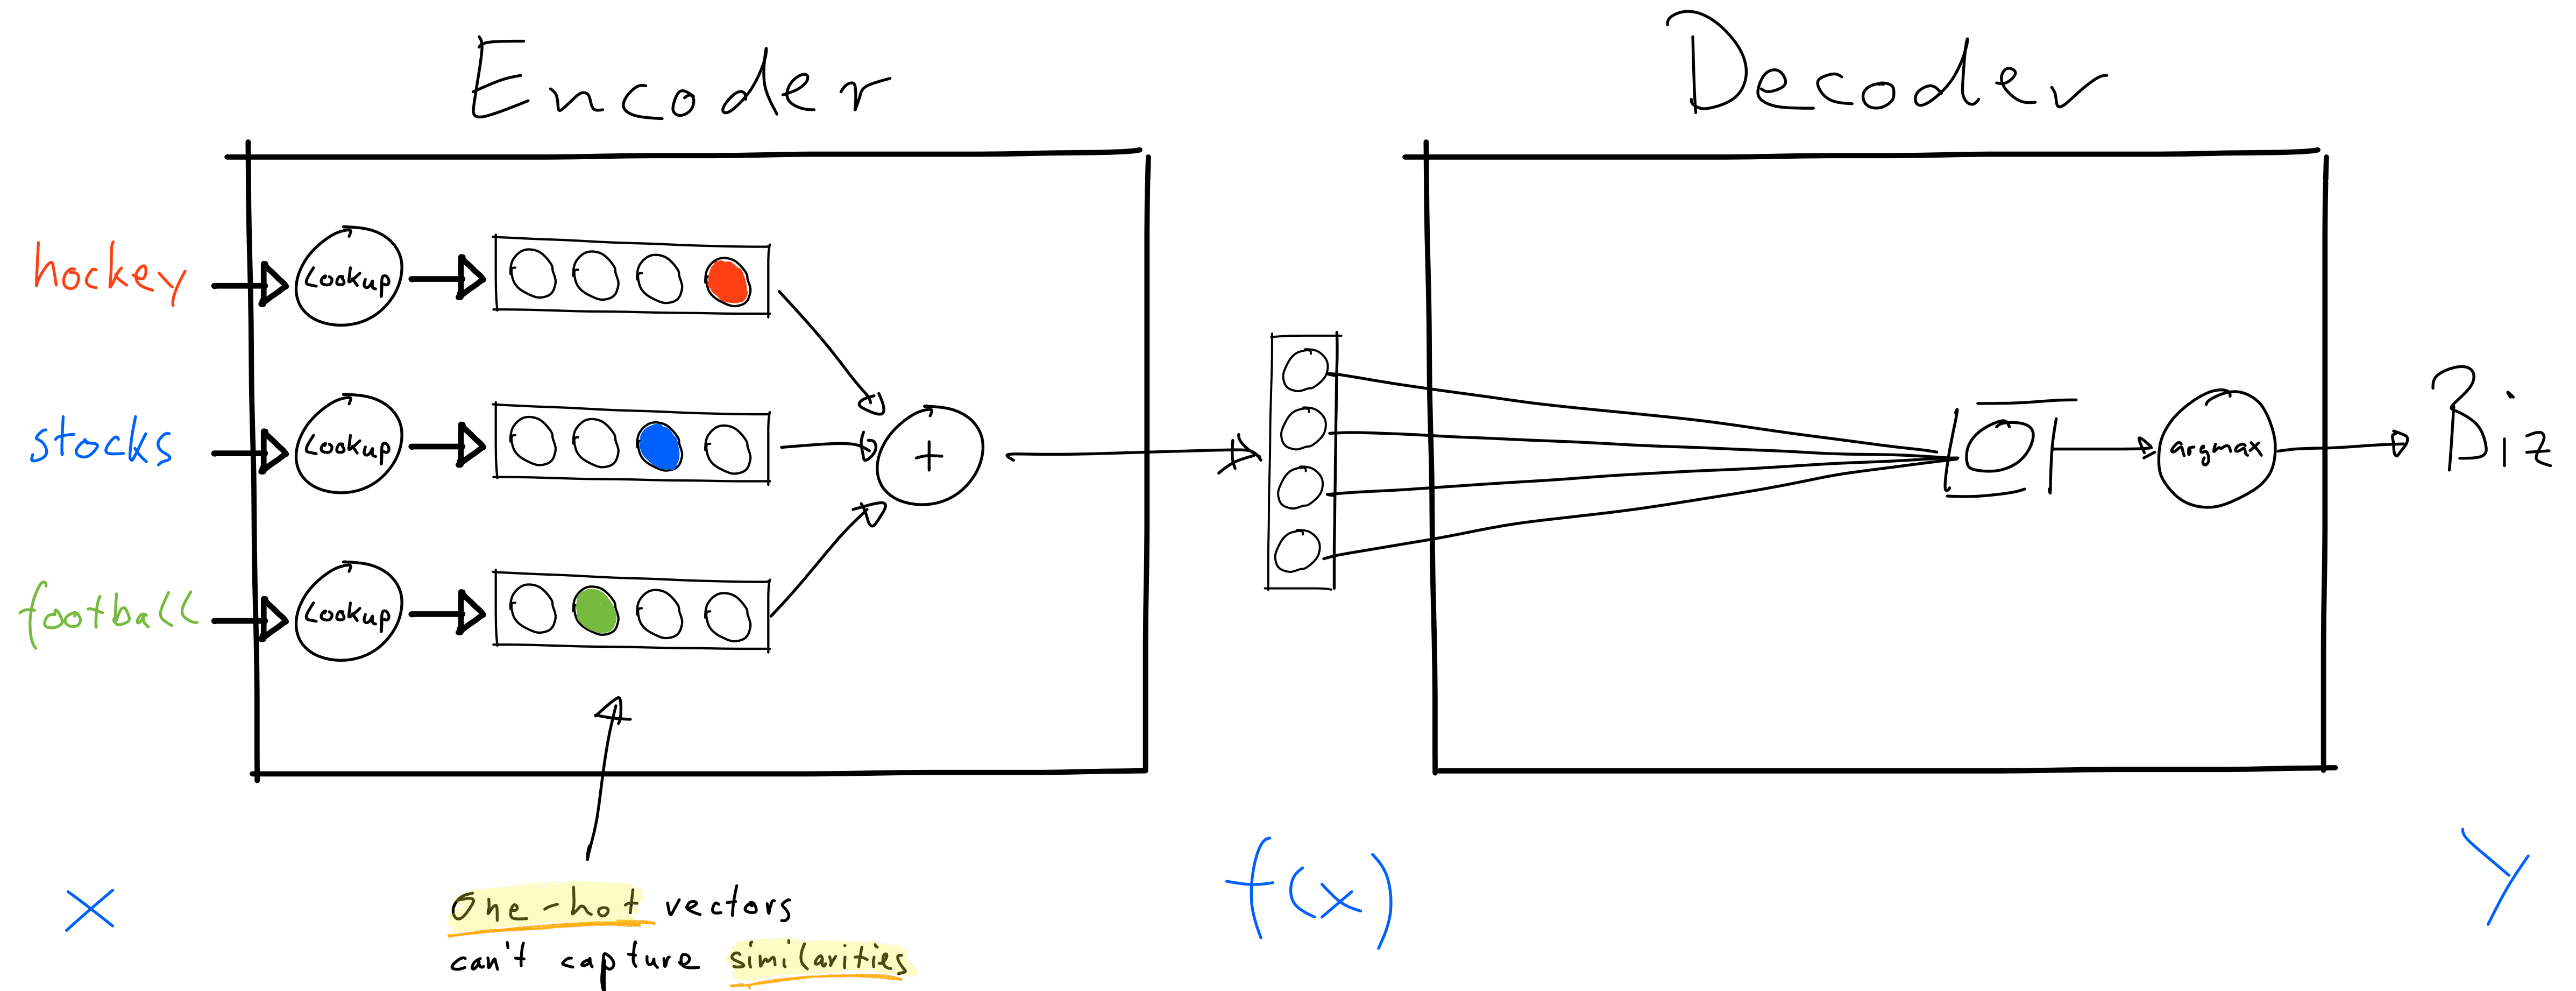 Encoder
Decoder
hockey
Lookup
stocks
Lookup
+
argmax
Biz
football
Lookup
x
f(x)
y
One-hot vectors
can't capture similarities